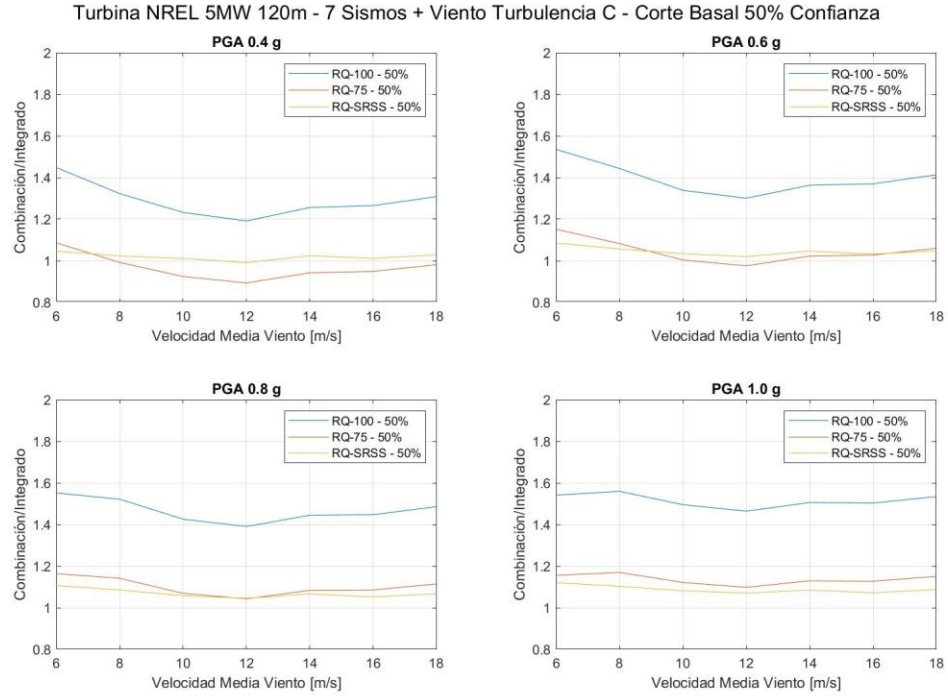 Turbina NREL 5MW 120m - 7 Sismos + Viento Turbulencia C - Corte Basal 50% Confianza
PGA 0.4 g
2
1.8
1.6
1.4
1.2
1
0.8
Combinación/Integrado
RQ-100 - 50%
RQ-75 - 50%
RQ-SRSS - 50%
6 8 10 12 14 16 18
Velocidad Media Viento [m/s]
PGA 0.6 g
2
1.8
1.6
1.4
1.2
1
0.8
Combinación/Integrado
RQ-100 - 50%
RQ-75 - 50%
RQ-SRSS - 50%
6 8 10 12 14 16 18
Velocidad Media Viento [m/s]
PGA 0.8 g
2
1.8
1.6
1.4
1.2
1
0.8
Combinación/Integrado
RQ-100 - 50%
RQ-75 - 50%
RQ-SRSS - 50%
6 8 10 12 14 16 18
Velocidad Media Viento [m/s]
PGA 1.0 g
2
1.8
1.6
1.4
1.2
1
0.8
Combinación/Integrado
RQ-100 - 50%
RQ-75 - 50%
RQ-SRSS - 50%
6 8 10 12 14 16 18
Velocidad Media Viento [m/s]